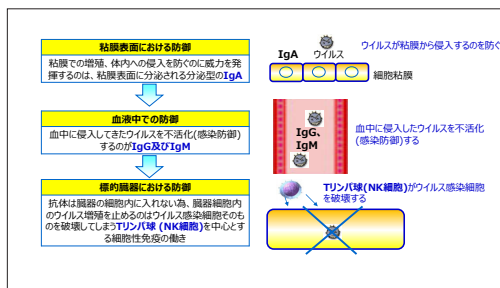 粘膜表面における防御
粘膜での増殖、体内への侵入を防ぐのに威力を発
揮するのは、粘膜表面に分泌される分泌型のIgA
IgA
ウイルス
ウイルスが粘膜から侵入するのを防ぐ
細胞粘膜
血液中での防御
血中に侵入してきたウイルスを不活化(感染防御)
するのがIgG及びIgM
IgG、
IgM
血中に侵入したウイルスを不活化
(感染防御)する
標的臓器における防御
抗体は臓器の細胞内に入れない為、臓器細胞内
のウイルス増殖を止めるのはウイルス感染細胞そのも
のを破壊してしまうTリンパ球 (NK細胞)を中心とす
る細胞性免疫の働き
Tリンパ球(NK細胞)がウイルス感染細胞
を破壊する